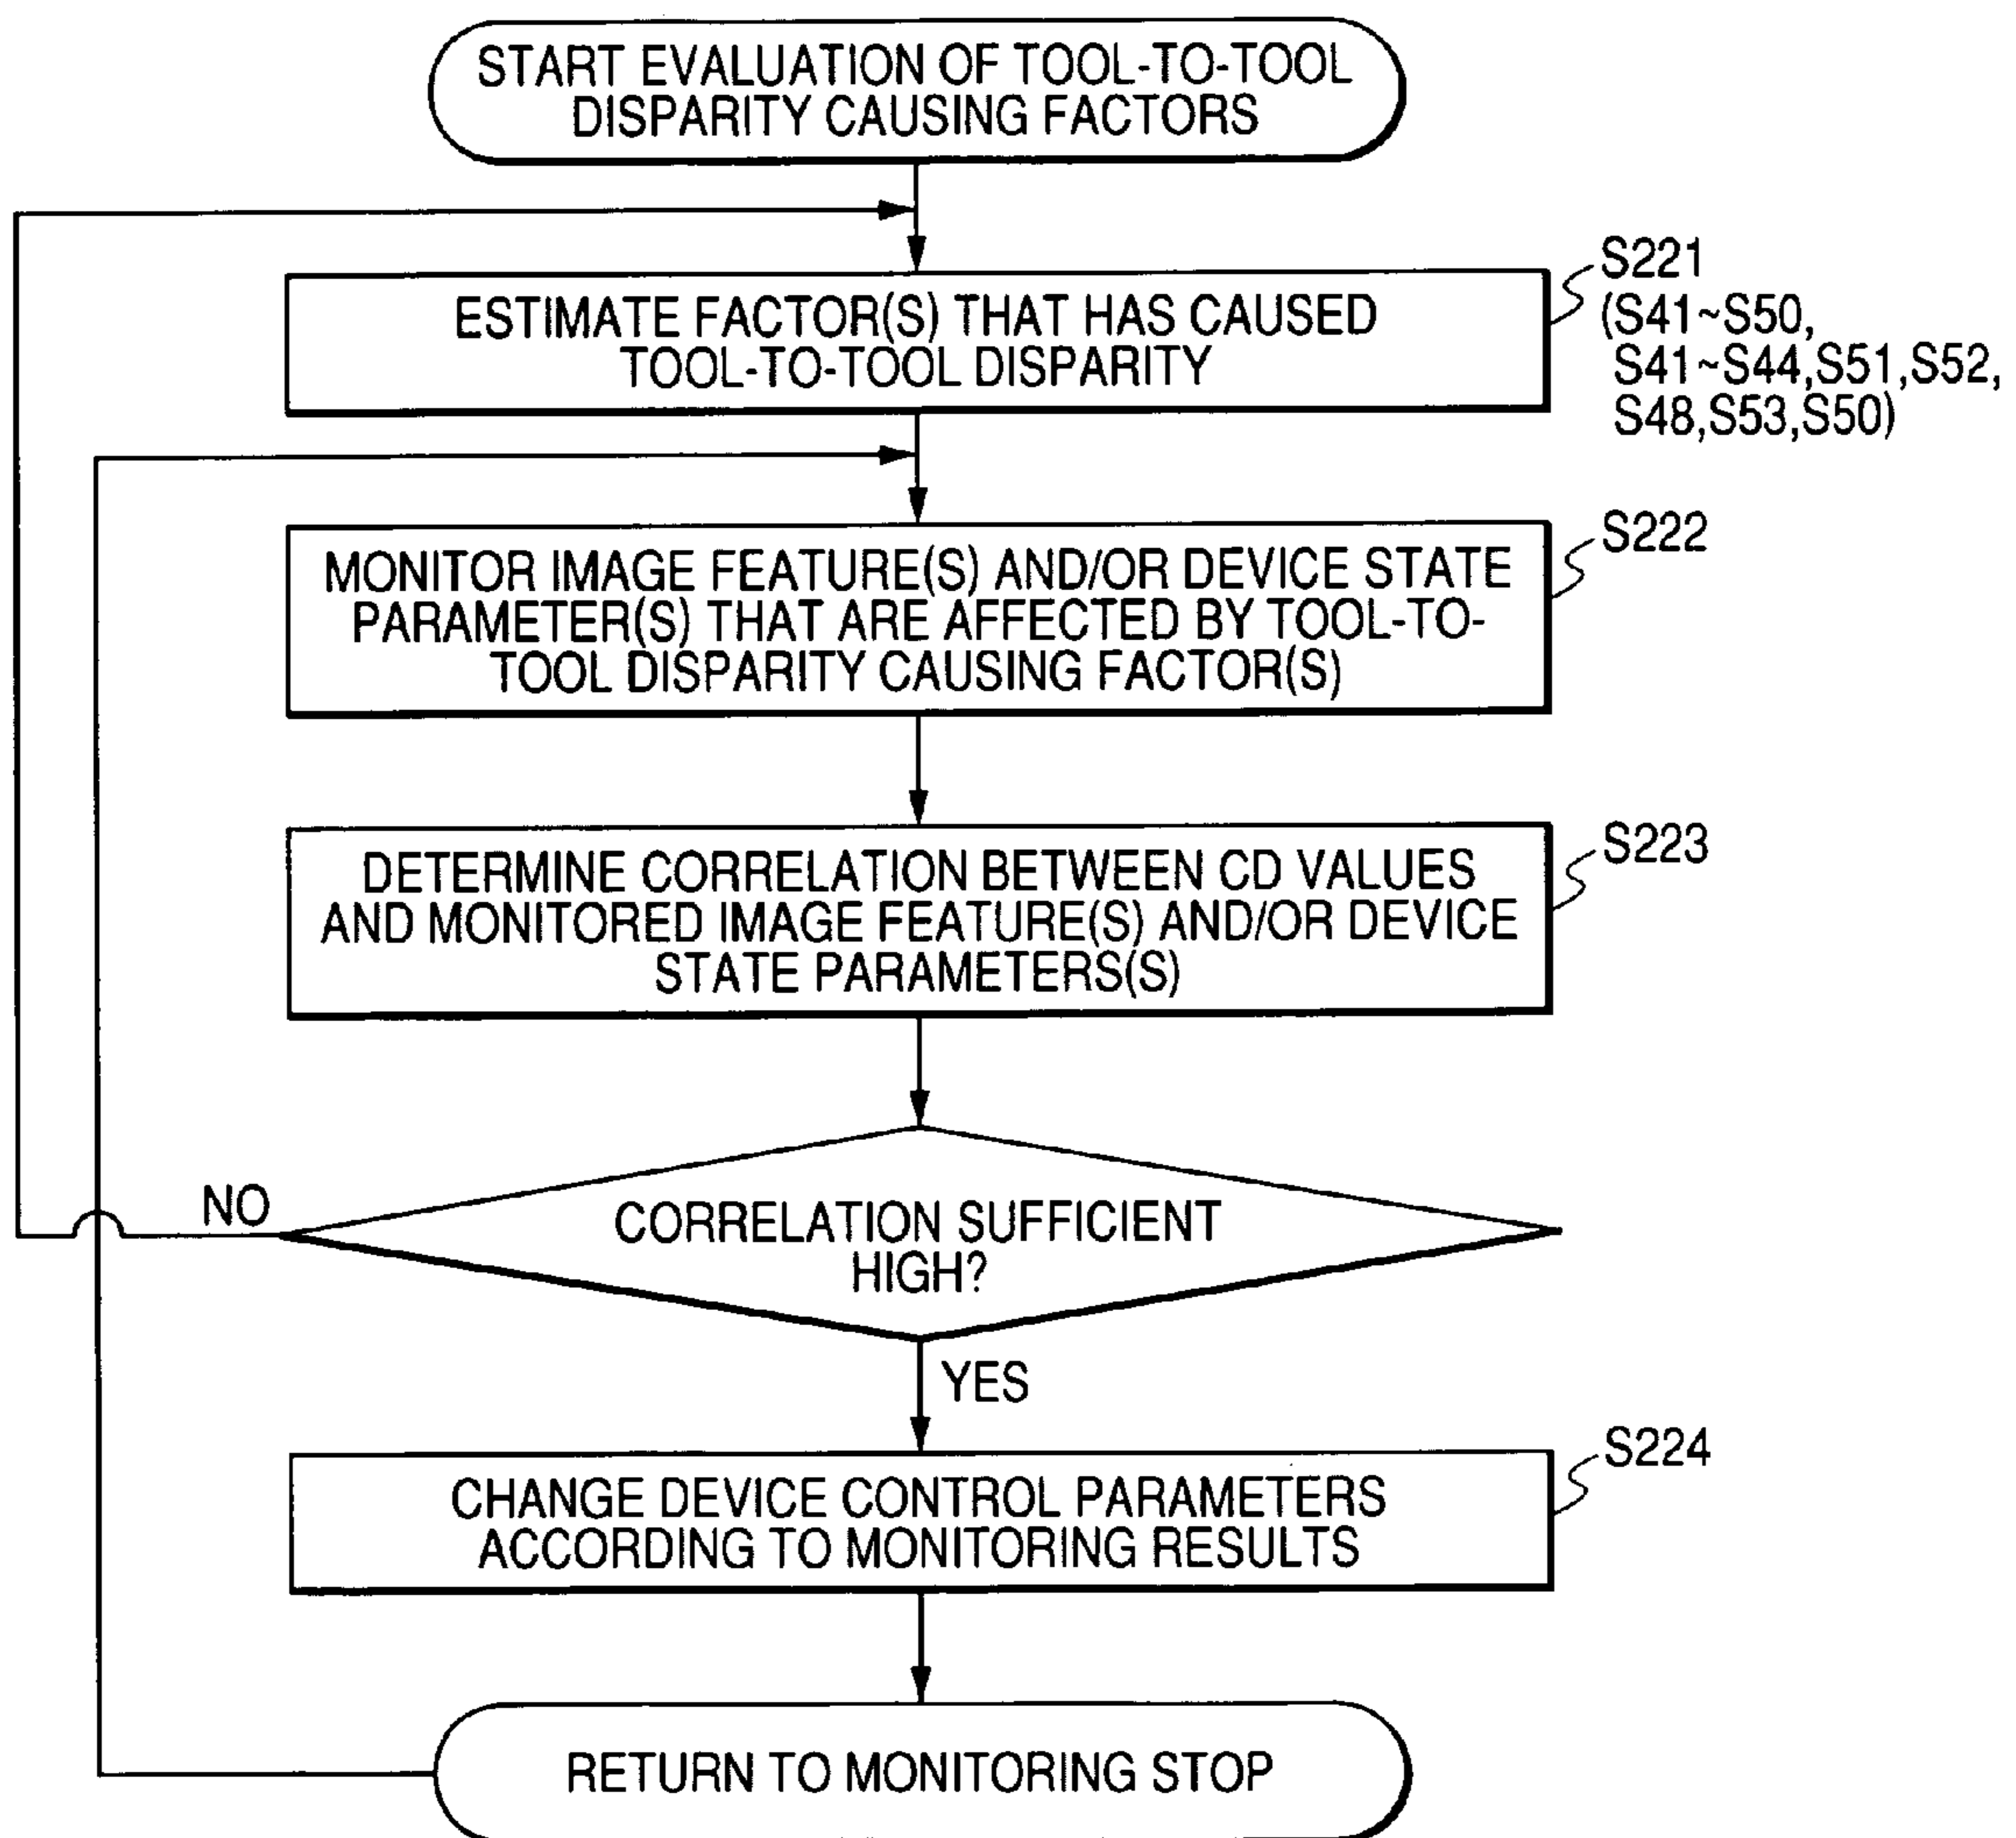 START EVALUATION OF TOOL-TO-TOOL
DISPARITY CAUSING FACTORS
ESTIMATE FACTOR(S) THAT HAS CAUSED
TOOL-TO-TOOL DISPARITY
S221
(S41~S50,
S41~S44,S51,S52,
S48,S53,S50)
MONITOR IMAGE FEATURE(S) AND/OR DEVICE STATE
PARAMETER(S) THAT ARE AFFECTED BY TOOL-TO-
TOOL DISPARITY CAUSING FACTOR(S)
S222
DETERMINE CORRELATION BETWEEN CD VALUES
AND MONITORED IMAGE FEATURE(S) AND/OR DEVICE
STATE PARAMETERS(S)
S223
NO
CORRELATION SUFFICIENT
HIGH?
YES
CHANGE DEVICE CONTROL PARAMETERS
ACCORDING TO MONITORING RESULTS
S224
RETURN TO MONITORING STOP